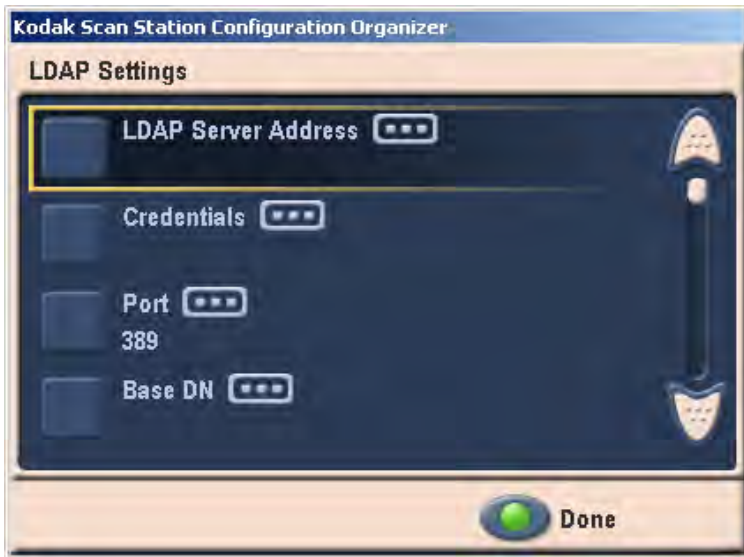 Kodak Scan Station Configuration Organizer
LDAP Settings
LDAP Server Address
Credentials
Port
389
Base DN
Done